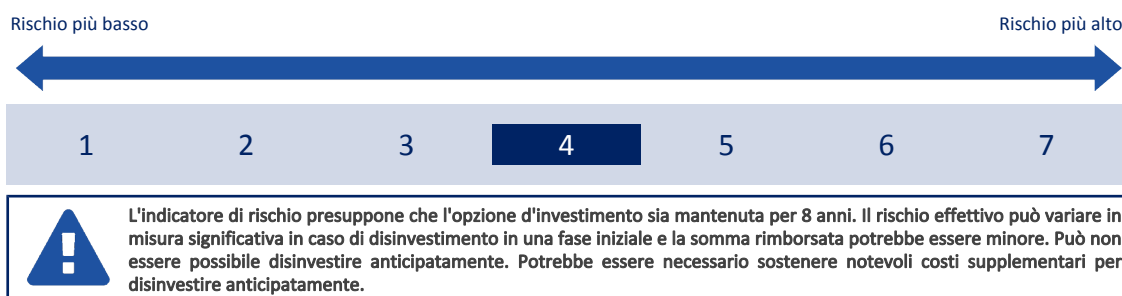 Rischio più basso Rischio più alto
1 2 3 4 5 6 7
L'indicatore di rischio presuppone che l'opzione d'investimento sia mantenuta per 8 anni. Il rischio effettivo può variare in
misura significativa in caso di disinvestimento in una fase iniziale e la somma rimborsata potrebbe essere minore. Può non
essere possibile disinvestire anticipatamente. Potrebbe essere necessario sostenere notevoli costi supplementari per
disinvestire anticipatamente.